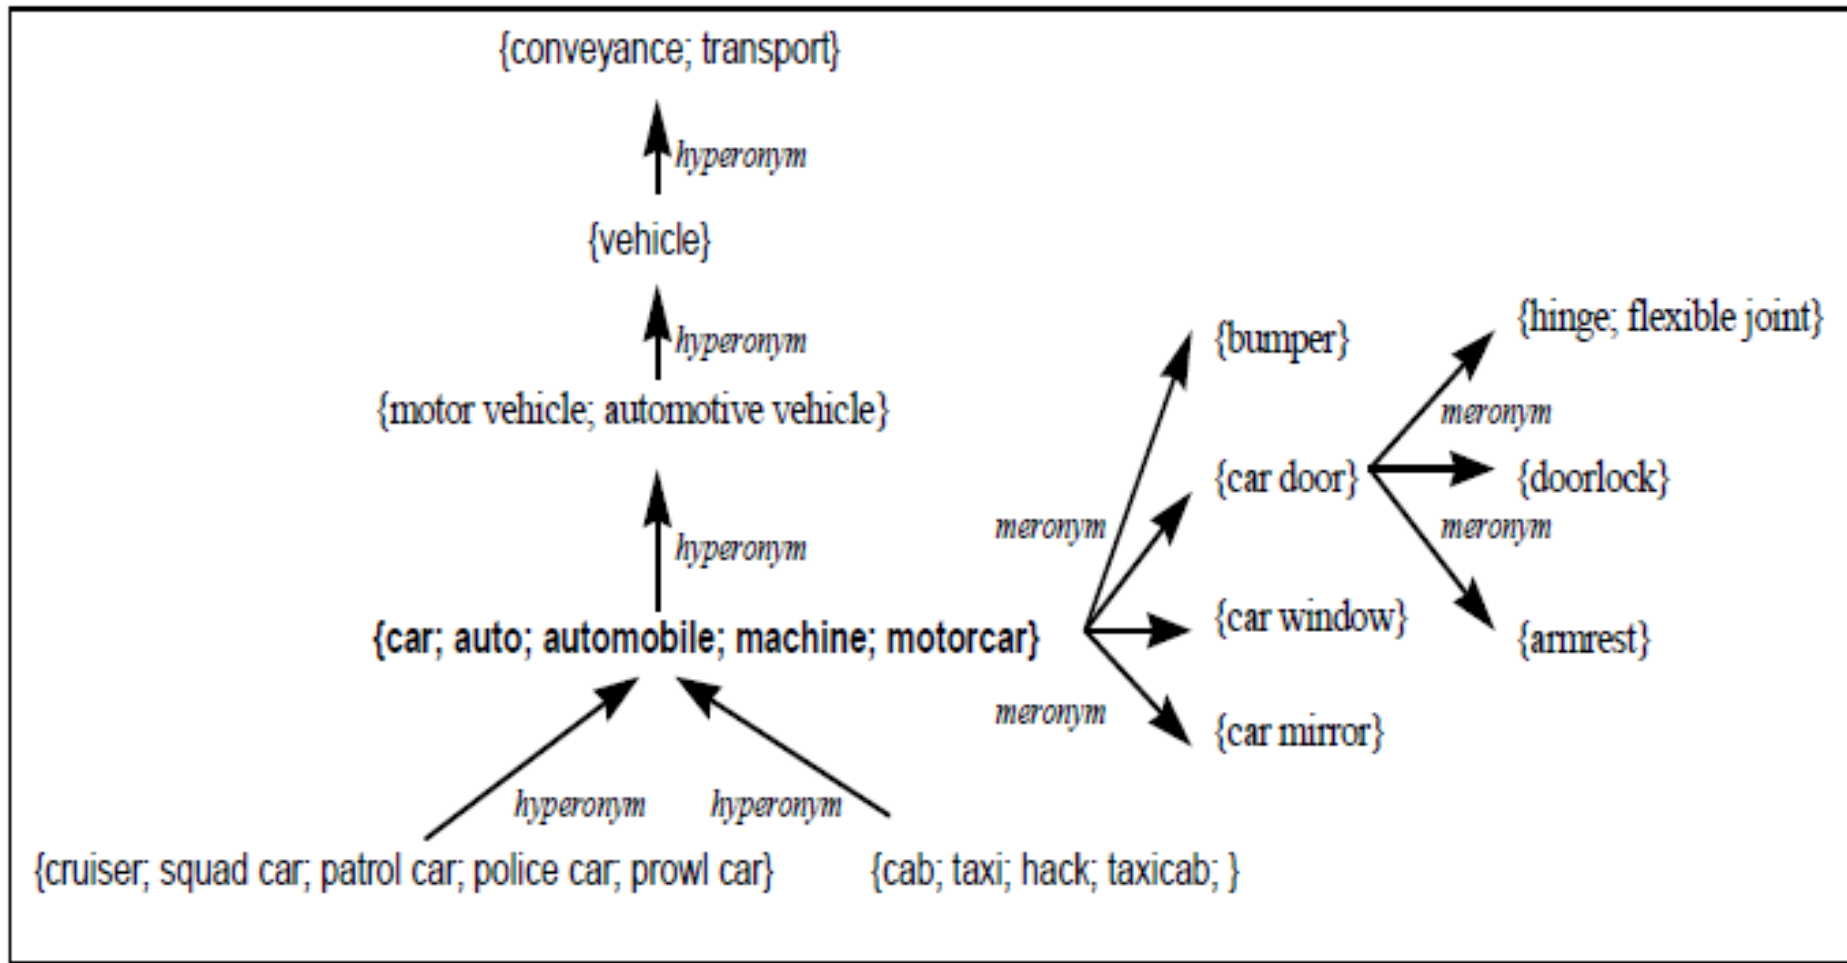 {conveyance; transport}
hyperonym
{vehicle}
hyperonym
{motor vehicle; automotive vehicle}
hyperonym
{car; auto; automobile; machine; motorcar}
hyperonym
hyperonym
{cruiser; squad car; patrol car; police car; prowl car}
{cab; taxi; hack; taxicab; }
meronym
meronym
{bumper}
{car door}
{car window}
{car mirror}
meronym
meronym
{hinge; flexible joint}
{doorlock}
{armrest}